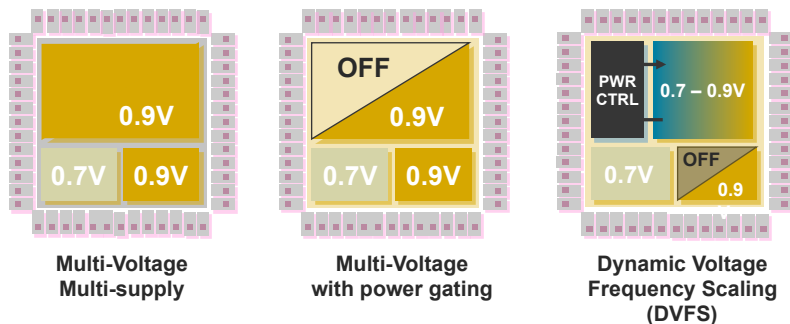 0.9V
0.7V
0.9V
Multi-Voltage
Multi-supply
OFF
0.9V
0.7V
0.9V
Multi-Voltage
with power gating
PWR
CTRL
0.7 – 0.9V
0.7V
OFF
0.9
V
Dynamic Voltage
Frequency Scaling
(DVFS)